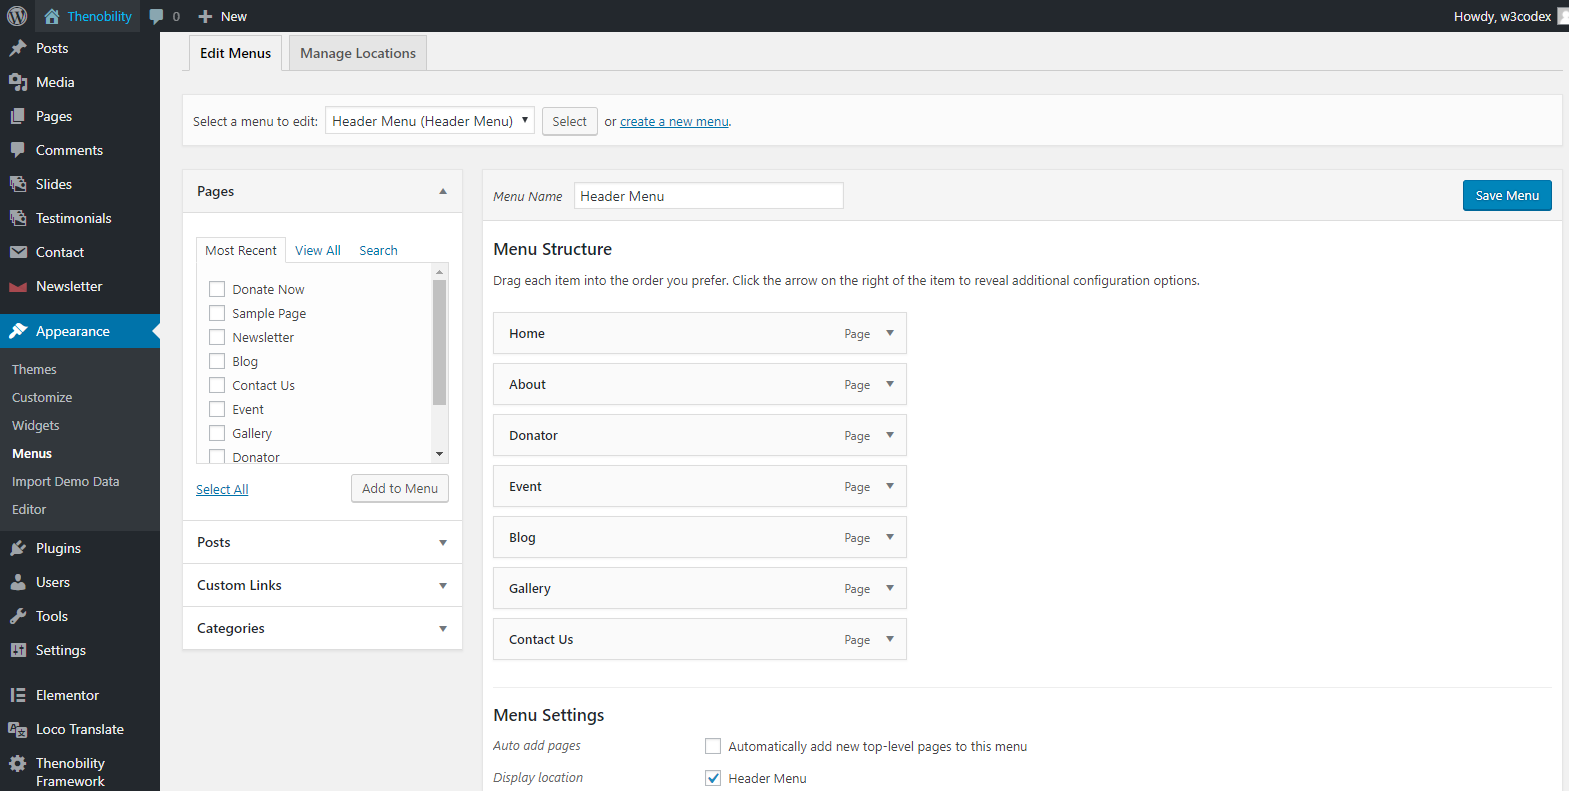 Thenobility 0 New Howdy, w3codex
Posts
Media
Pages
Comments
Slides
Testimonials
Contact
Newsletter
Appearance
Themes
Customize
Widgets
Menus
Import Demo Data
Editor
Plugins
Users
Tools
Settings
Elementor
Loco Translate
Thenobility
Framework
Edit Menus Manage Locations
Select a menu to edit: Header Menu (Header Menu) Select or create a new menu.
Pages
Most Recent View All Search
Donate Now
Sample Page
Newsletter
Blog
Contact Us
Event
Gallery
Donator
Select All Add to Menu
Posts
Custom Links
Categories
Menu Name Header Menu Save Menu
Menu Structure
Drag each item into the order you prefer. Click the arrow on the right of the item to reveal additional configuration options.
Home Page
About Page
Donator Page
Event Page
Blog Page
Gallery Page
Contact Us Page
Menu Settings
Auto add pages Automatically add new top-level pages to this menu
Display location Header Menu